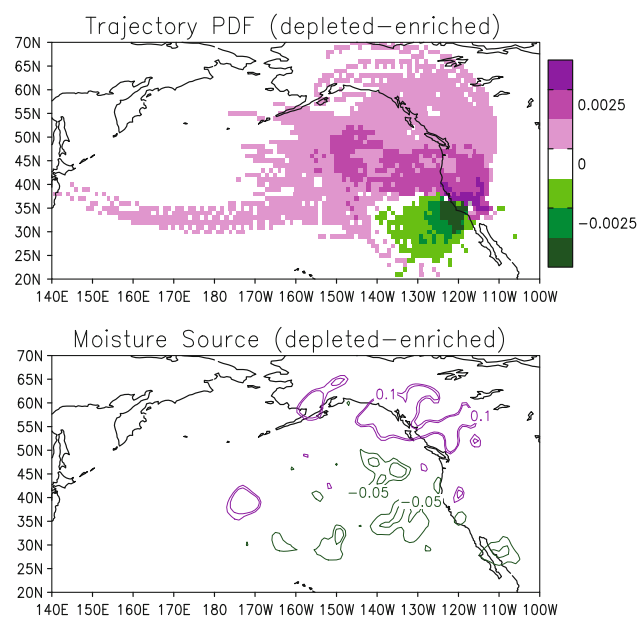 Trajectory PDF (depleted−enriched)
70N
65N
60N
55N
50N
45N
40N
35N
30N
25N
20N
140E 150E 160E 170E 180 170W 160W 150W 140W 130W 120W 110W 100W
0.0025
0
−0.0025
Moisture Source (depleted−enriched)
70N
65N
60N
55N
50N
45N
40N
35N
30N
25N
20N
0.1
0.1
−0.05
−0.05
140E 150E 160E 170E 180 170W 160W 150W 140W 130W 120W 110W 100W